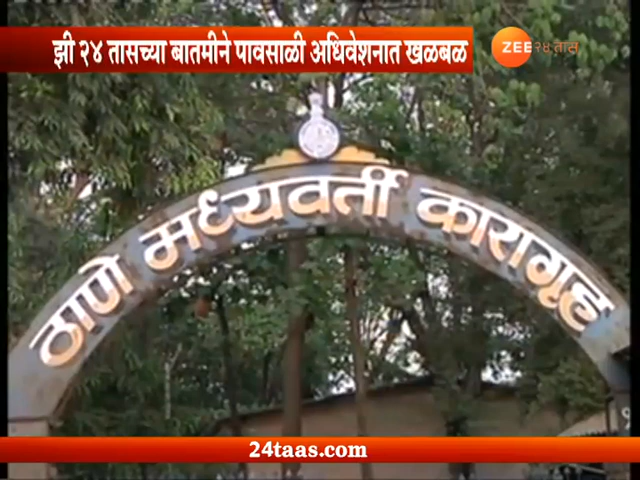 झी २४ तासच्या बातमीने पावसाळी अधिवेशनात खळबळ
ZEE २४ तास
ठाणे मध्यवर्ती कारागृह
24taas.com